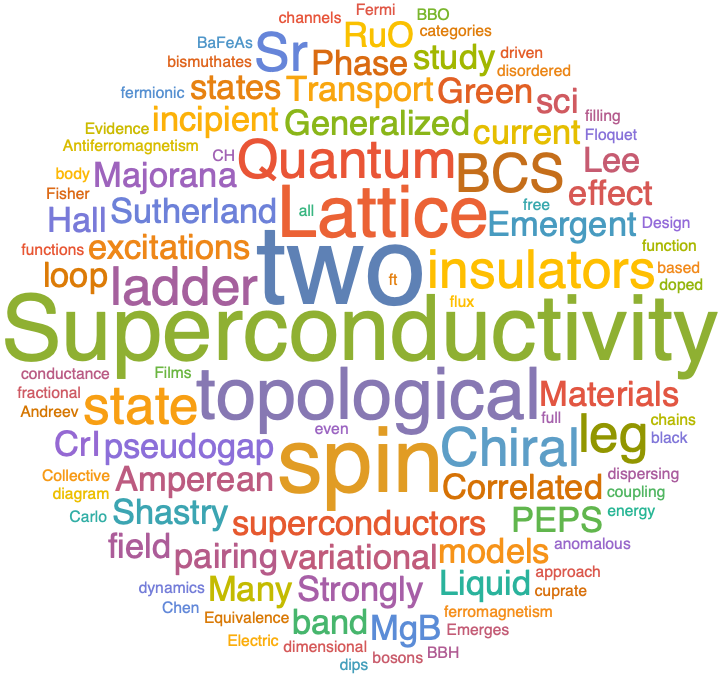 channels Fermi BBO
BaFeAs Sr RuO categories
bismuthates Phase study driven
fermionic states Transport Green sci disordered
Evidence incipient Generalized current filling
Antiferromagnetism Floquet
body Majorana CH Quantum BCS Lee
Fisher effect
Hall Sutherland all Lattice Emergent free Design
functions excitations two insulators function
loop ladder ft based
doped
flux
Superconductivity
conductance Films topological Materials
fractional
Andreev state even full chains
CrI pseudogap spin Chiral leg black
Collective Amperean Correlated dispersing
diagram coupling
Carlo Shastry superconductors PEPS energy
field pairing variational models anomalous
dynamics Many Strongly Liquid approach
cuprate
Chen Equivalence band MgB ferromagnetism
Electric dimensional Emerges
dips bosons BBH